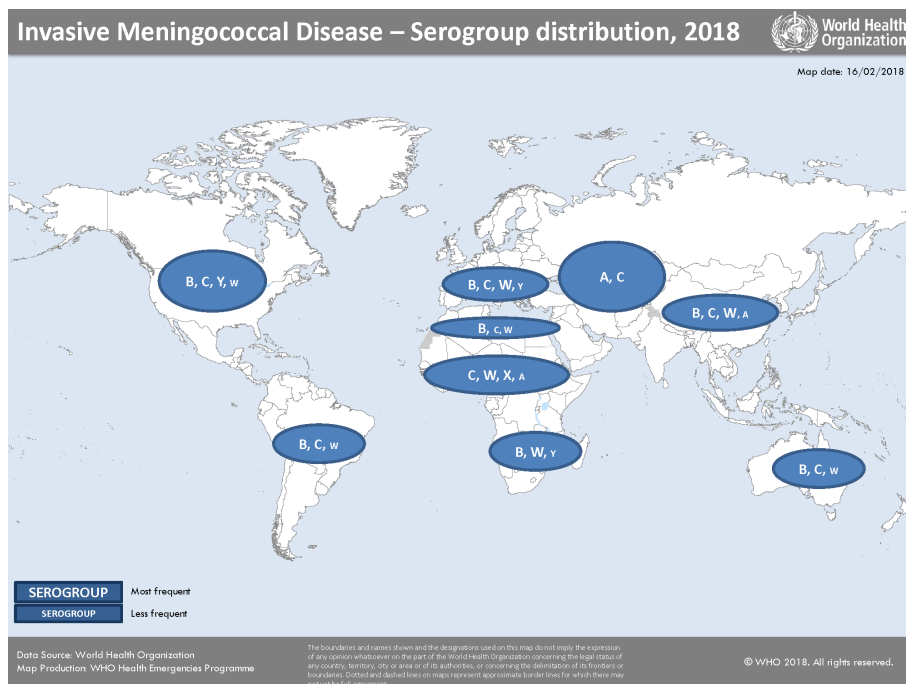 Invasive Meningococcal Disease – Serogroup distribution, 2018
World Health
Organization
Map date: 16/02/2018
B, C, Y, W
B, C, W, Y
A, C
B, C, W, A
B, C, W
C, W, X, A
B, C, W
B, W, Y
B, C, W
SEROGROUP Most frequent
SEROGROUP Less frequent
Data Source: World Health Organization
Map Production: WHO Health Emergencies Programme
The boundaries and names shown and the designations used on this map do not imply the expression
of any opinion whatsoever on the part of the World Health Organization concerning the legal status of
any country, territory, city or area or of its authorities, or concerning the delimitation of its frontiers or
boundaries. Dotted and dashed lines on maps represent approximate border lines for which there may
© WHO 2018. All rights reserved.